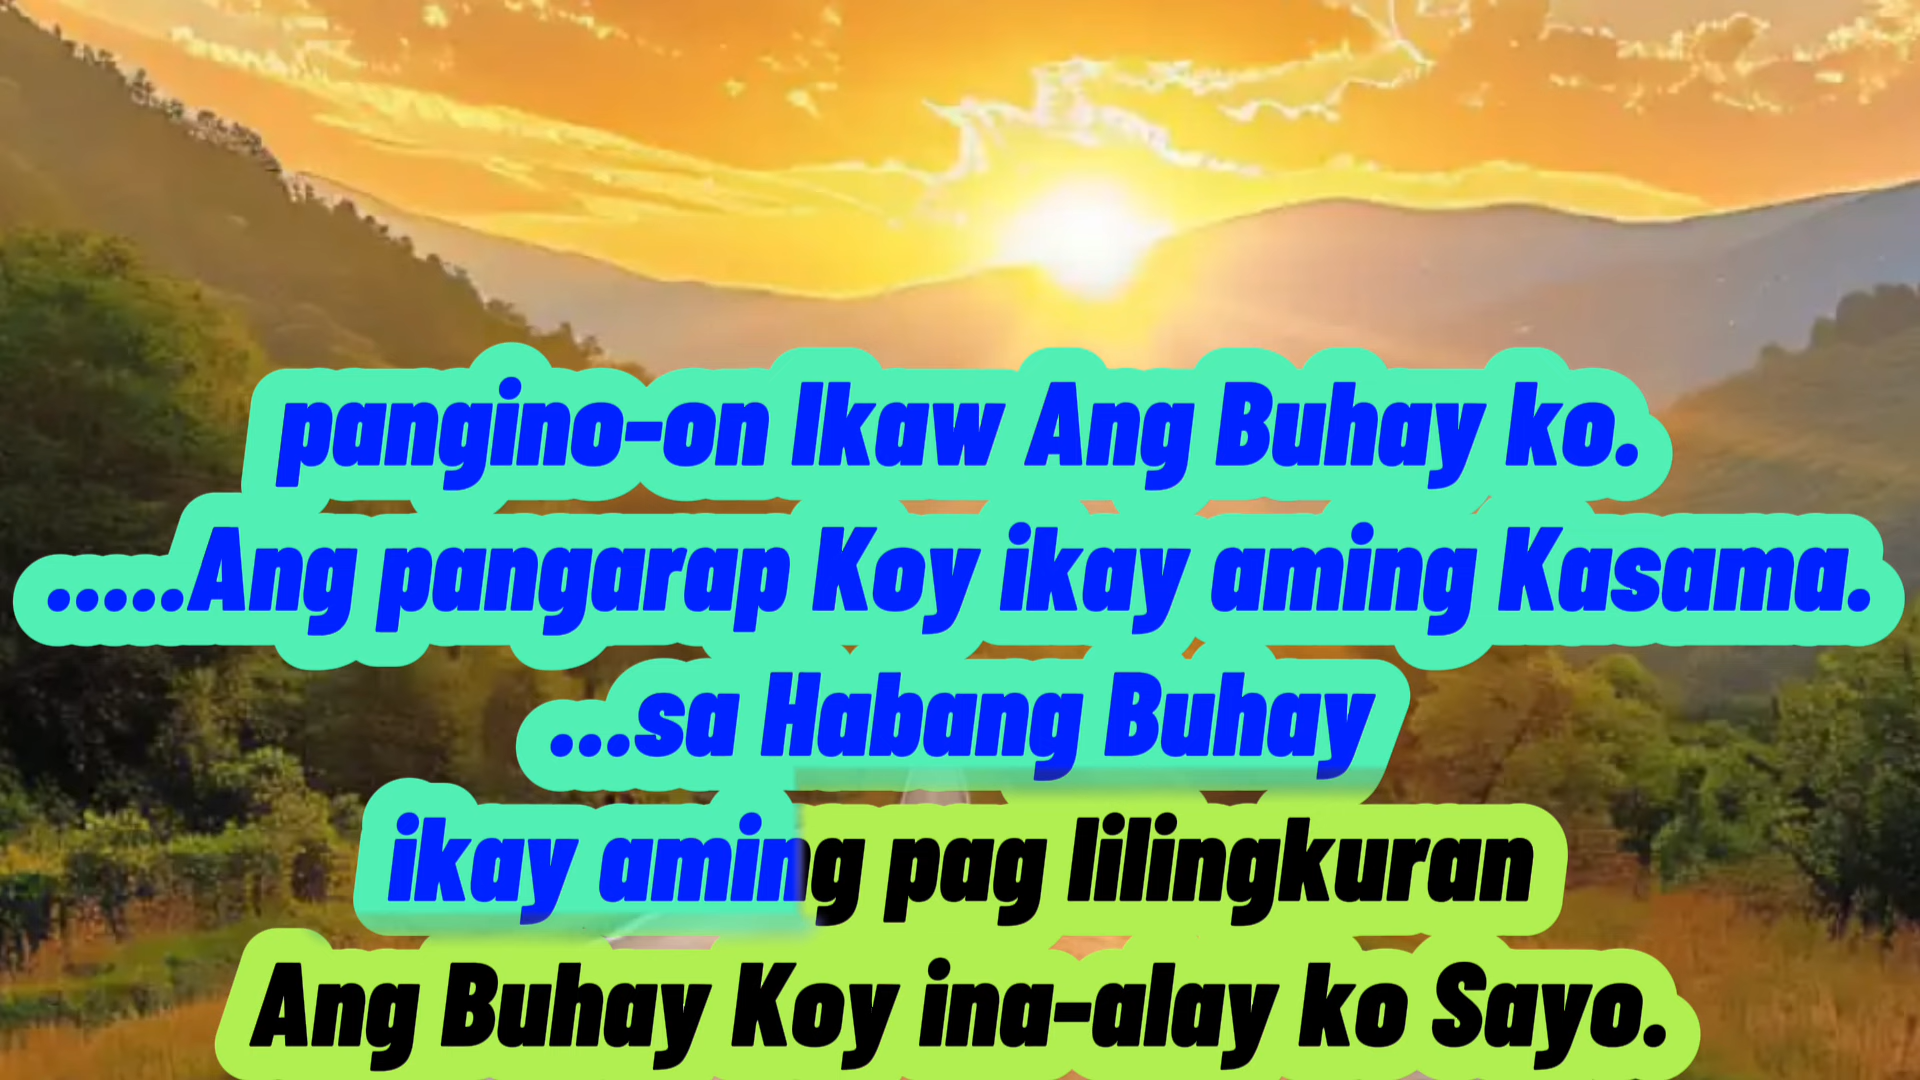 pangino-on Ikaw Ang Buhay ko.
.....Ang pangarap Koy ikay aming Kasama.
...sa Habang Buhay
ikay aming pag lilingkuran
Ang Buhay Koy ina-alay ko Sayo.